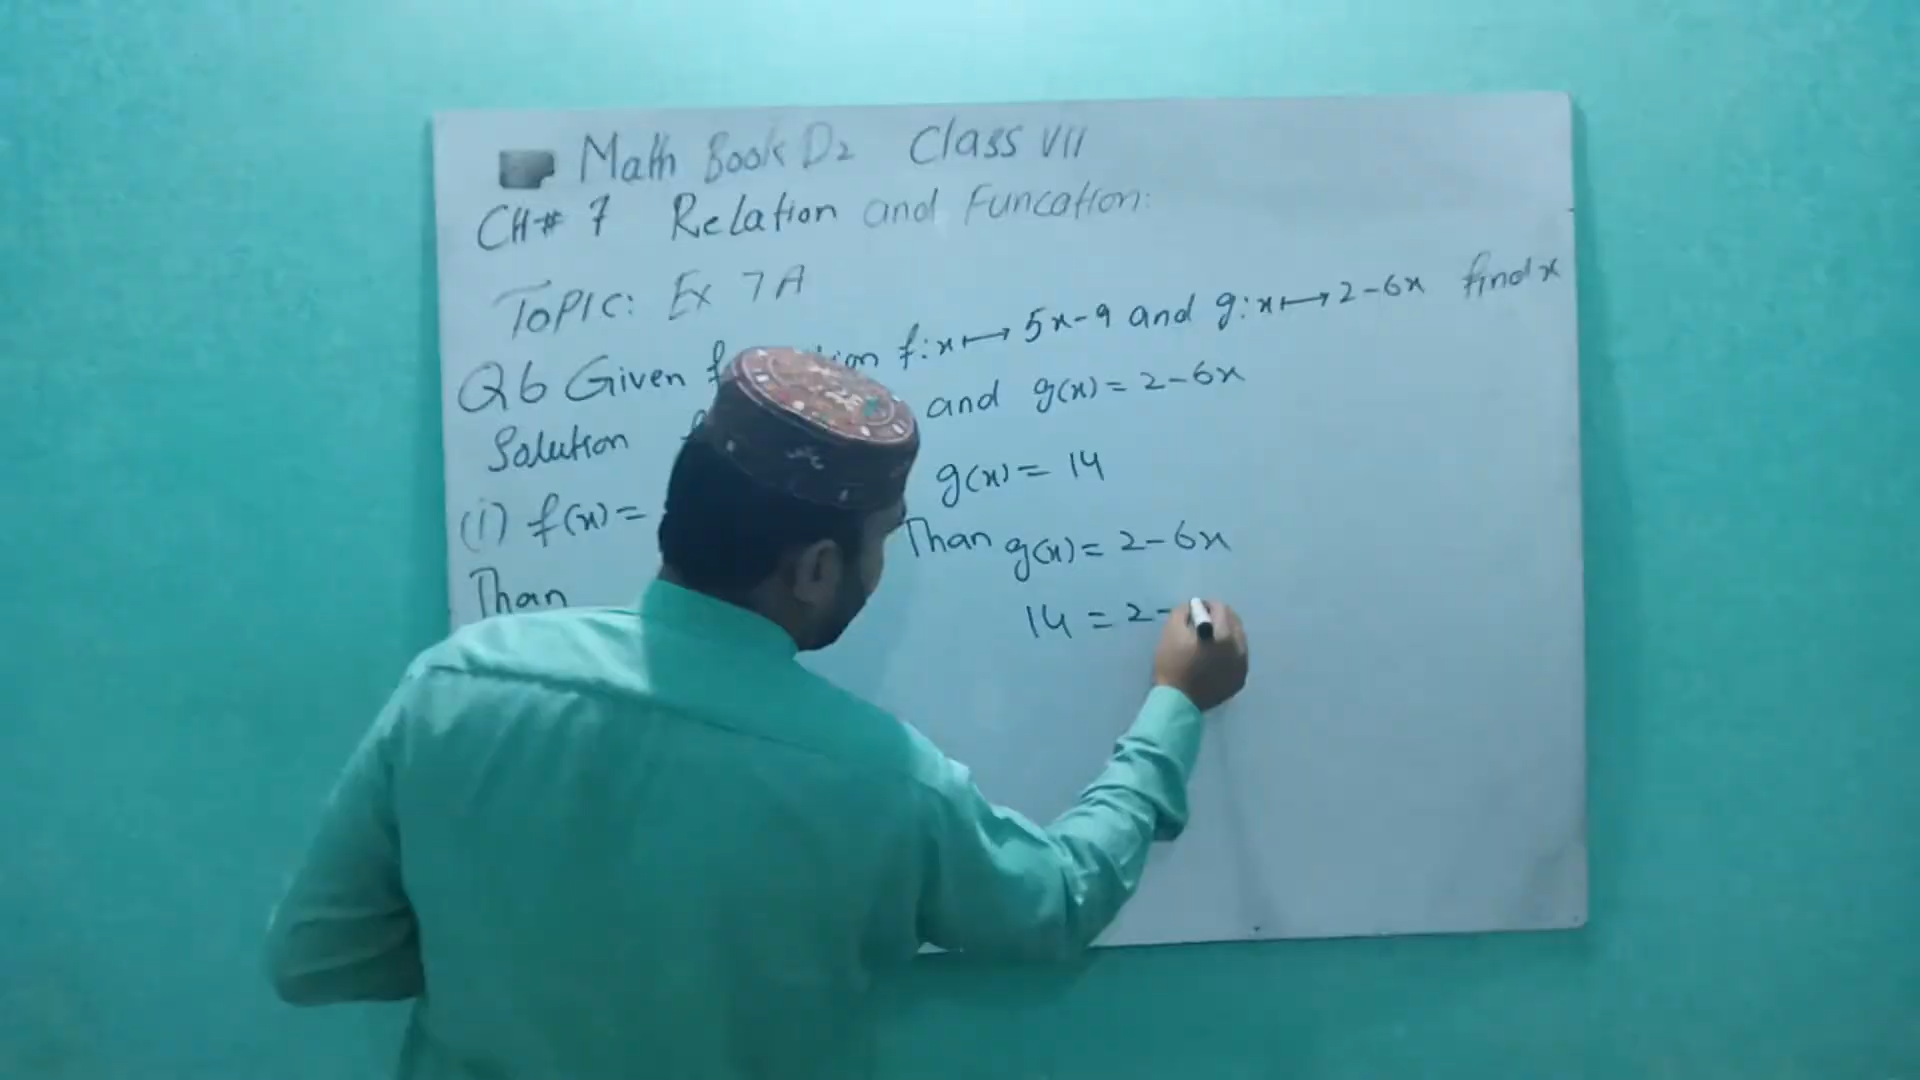 Math Book D2 Class VII
CH# 7 Relation and Funcation:
Topic: Ex 7A
Q6 Given f:x⟼5x-9 and g:x⟼2-6x find x
Solution and g(x)=2-6x
(i) f(x)= g(x)=14
Than Than g(x)=2-6x
14=2-